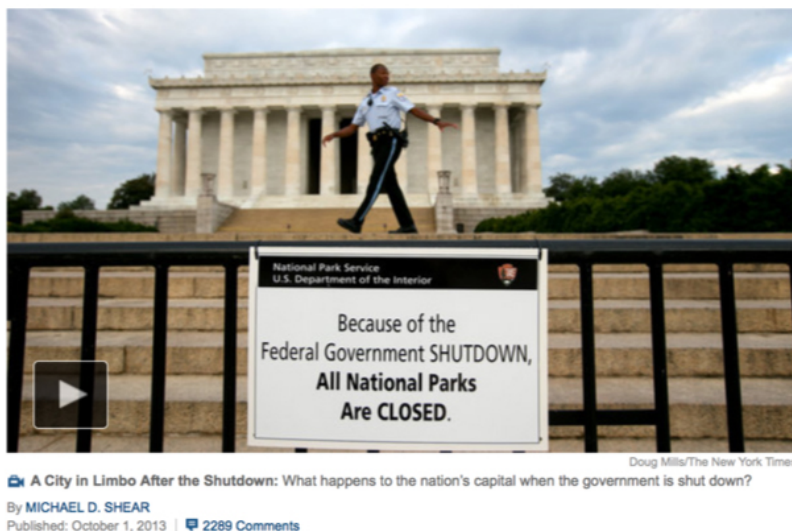 National Park Service
U.S. Department of the Interior
Because of the
Federal Government SHUTDOWN,
All National Parks
Are CLOSED.
Doug Mills/The New York Times
A City in Limbo After the Shutdown: What happens to the nation's capital when the government is shut down?
By MICHAEL D. SHEAR
Published: October 1, 2013 | 2289 Comments